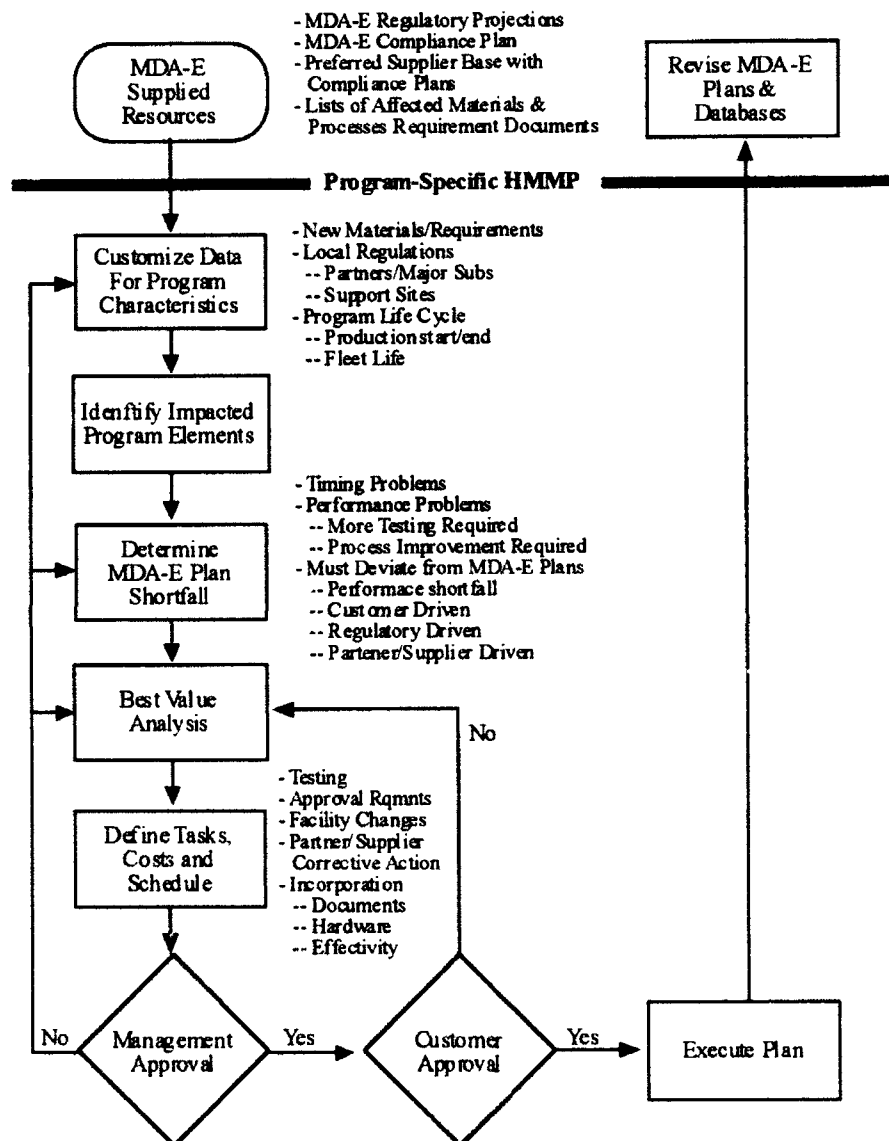 MDA-E
Supplied
Resources
- MDA-E Regulatory Projections
- MDA-E Compliance Plan
- Preferred Supplier Base with
Compliance Plans
- Lists of Affected Materials &
Processes Requirement Documents
Revise MDA-E
Plans &
Databases
Program-Specific HMMP
Customize Data
For Program
Characteristics
- New Materials/Requirements
- Local Regulations
-- Partners/Major Subs
-- Support Sites
- Program Life Cycle
-- Production start/end
-- Fleet Life
Idenftify Impacted
Program Elements
- Timing Problems
- Performance Problems
-- More Testing Required
-- Process Improvement Required
- Must Deviate from MDA-E Plans
-- Performace shortfall
-- Customer Driven
-- Regulatory Driven
-- Partener/Supplier Driven
Determine
MDA-E Plan
Shortfall
Best Value
Analysis
No
- Testing
- Approval Rqmnts
- Facility Changes
- Partner/Supplier
Corrective Action
- Incorporation
-- Documents
-- Hardware
-- Effectivity
Define Tasks,
Costs and
Schedule
No
Management
Approval
Yes
Customer
Approval
Yes
Execute Plan